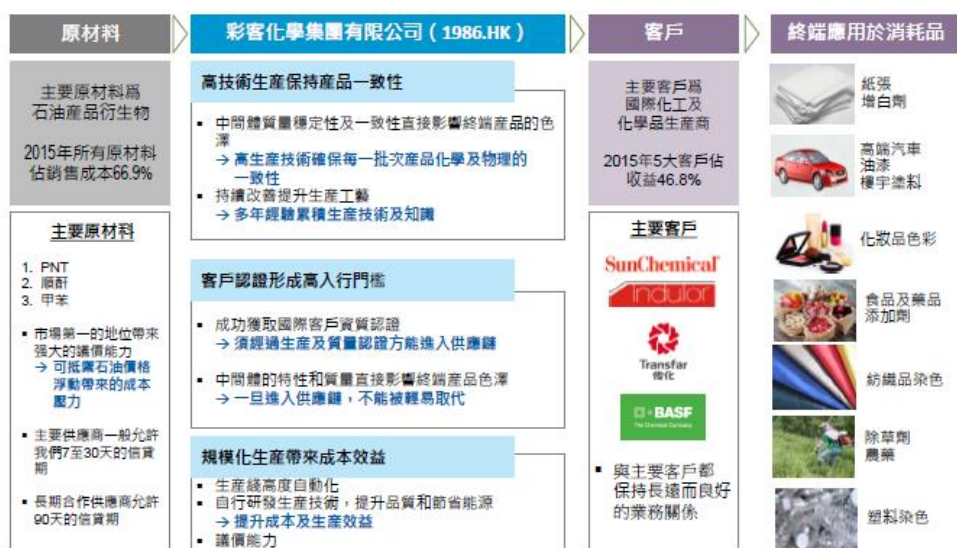 原材料
主要原材料爲
石油産品衍生物
2015年所有原材料
佔銷售成本66.9%
主要原材料
1. PNT
2. 順酐
3. 甲苯
▪ 市場第一的地位帶來
强大的議價能力
→ 可抵禦石油價格
浮動帶來的成本
壓力
▪ 主要供應商一般允許
我們7至30天的信貸
期
▪ 長期合作供應商允許
90天的信貸期
彩客化學集團有限公司（1986.HK）
高技術生産保持產品一致性
▪ 中間體質量穩定性及一致性直接影響終端産品的色
澤
→ 高生産技術確保每一批次產品化學及物理的
一致性
▪ 持續改善提升生産工藝
→ 多年經驗累積生産技術及知識
客戶認證形成高入行門檻
▪ 成功獲取國際客戶資質認證
→ 須經過生産及質量認證方能進入供應鏈
▪ 中間體的特性和質量直接影響終端産品色澤
→ 一旦進入供應鏈，不能被輕易取代
規模化生産帶來成本效益
▪ 生産綫高度自動化
▪ 自行研發生産技術，提升品質和節省能源
→ 提升成本及生産效益
▪ 議價能力
客戶
主要客戶爲
國際化工及
化學品生産商
2015年5大客戶佔
收益46.8%
主要客戶
SunChemical
Indulor
Transfar
傳化
BASF
The Chemical Company
▪ 與主要客戶都
保持長遠而良好
的業務關係
終端應用於消耗品
紙張
增白劑
高端汽車
油漆
樓宇塗料
化妝品色彩
食品及藥品
添加劑
紡織品染色
除草劑
農藥
塑料染色